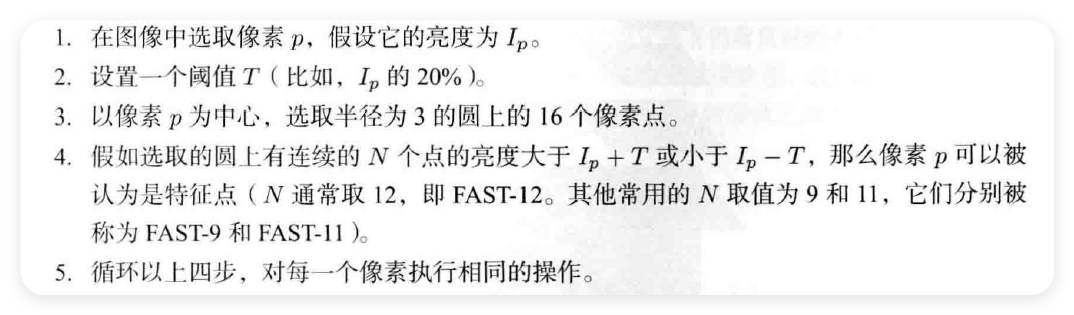 1. 在图像中选取像素 p，假设它的亮度为 Ip。
2. 设置一个阈值 T（比如，Ip 的 20%）。
3. 以像素 p 为中心，选取半径为 3 的圆上的 16 个像素点。
4. 假如选取的圆上有连续的 N 个点的亮度大于 Ip + T 或小于 Ip − T，那么像素 p 可以被
认为是特征点（N 通常取 12，即 FAST-12。其他常用的 N 取值为 9 和 11，它们分别被
称为 FAST-9 和 FAST-11）。
5. 循环以上四步，对每一个像素执行相同的操作。